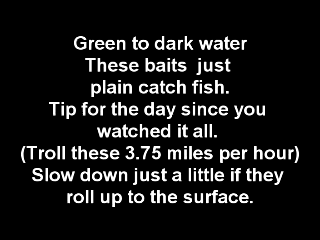 Green to dark water
These baits  just
plain catch fish.
Tip for the day since you
watched it all.
(Troll these 3.75 miles per hour)
Slow down just a little if they
roll up to the surface.